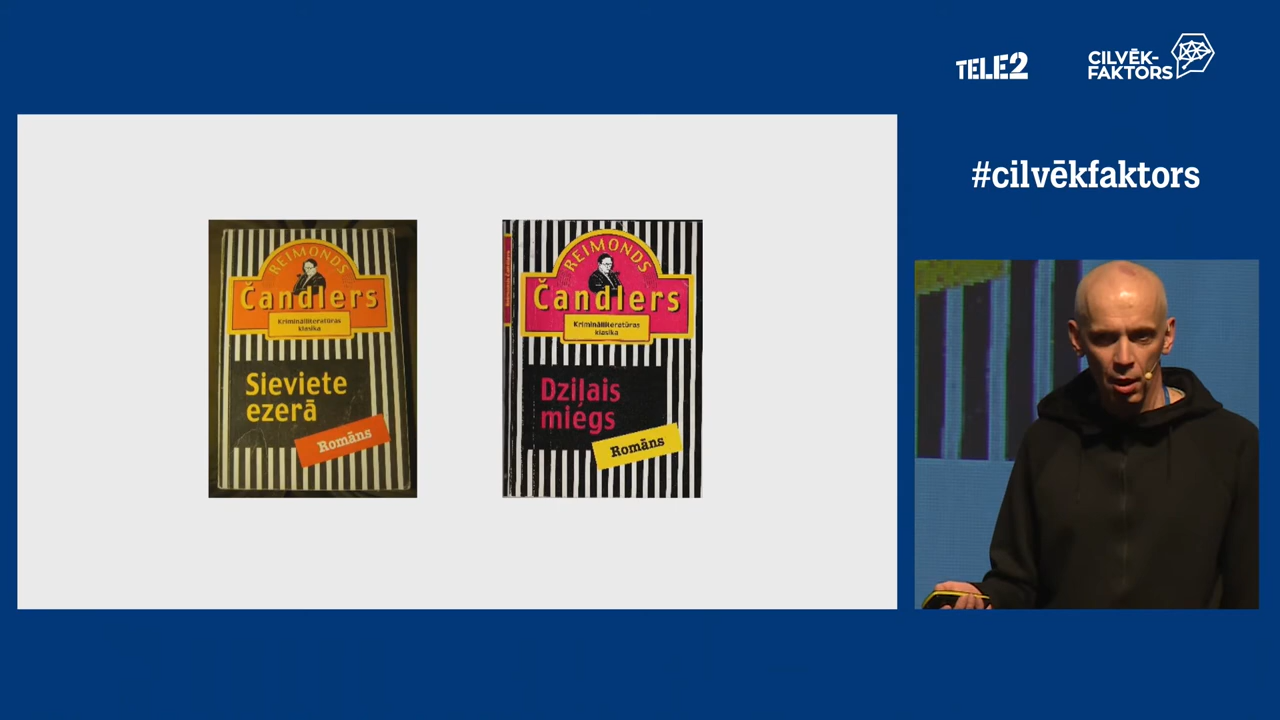 TELE2
CILVĒK-
FAKTORS
#cilvēkfaktors
REIMONDS
Čandlers
Kriminālliteratūras
klasika
Sieviete
ezerā
Romāns
REIMONDS
Čandlers
Kriminālliteratūras
klasika
Dziļais
miegs
Romāns